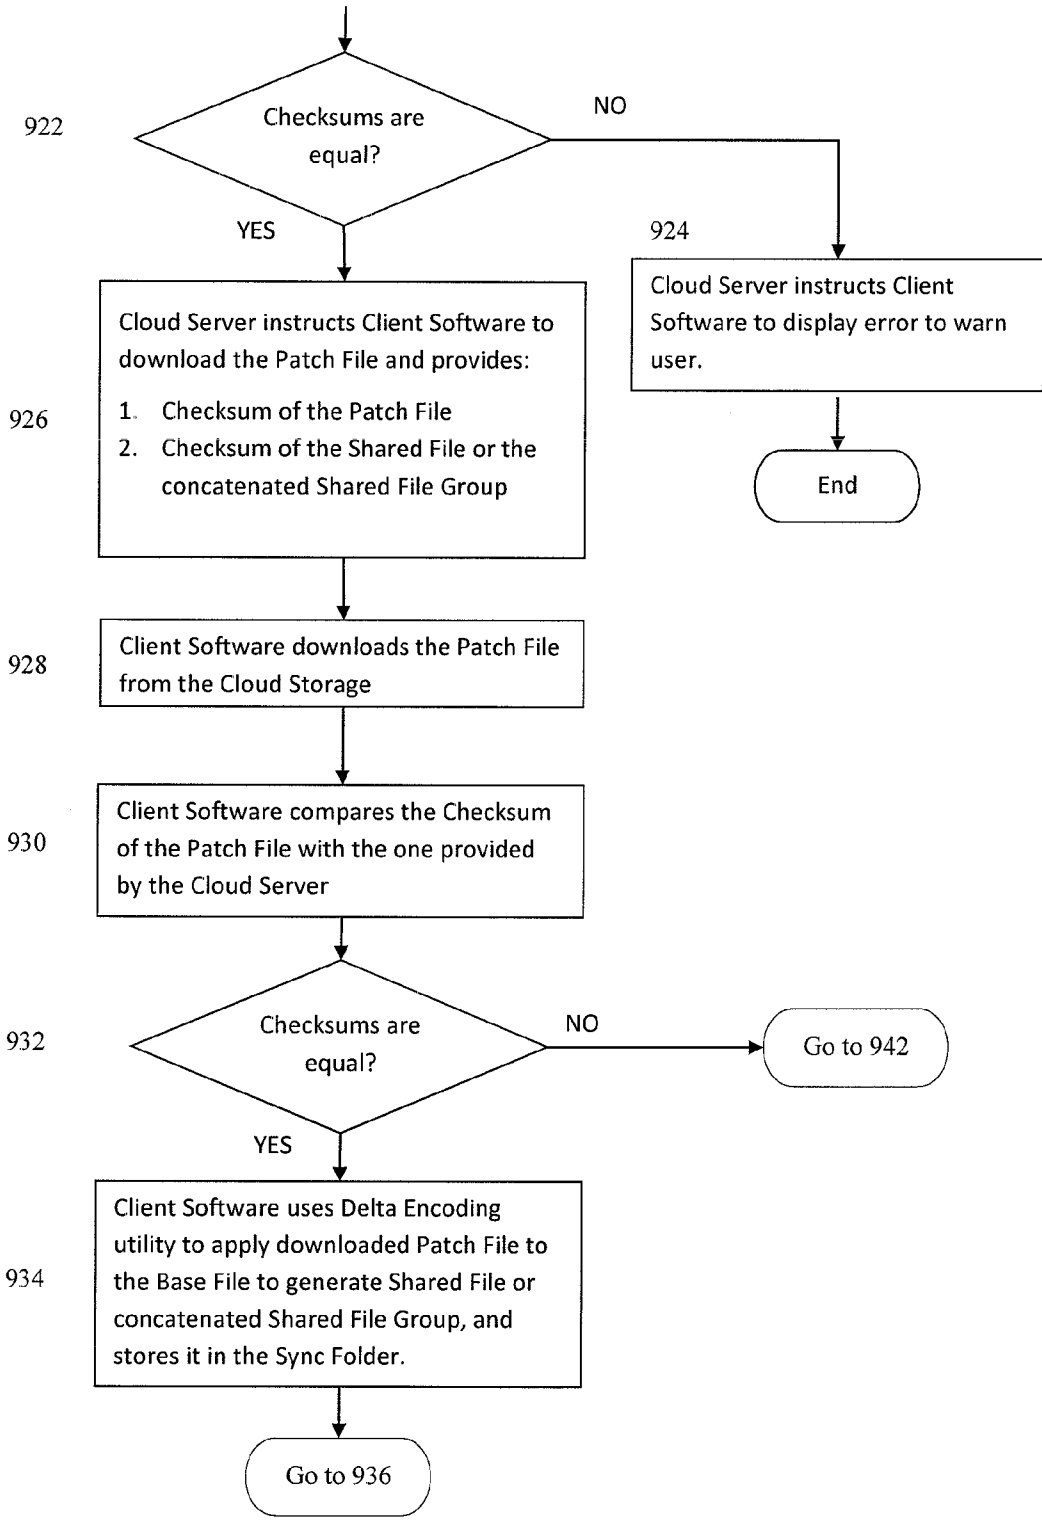 922
Checksums are
equal?
NO
YES
924
Cloud Server instructs Client
Software to display error to warn
user.
End
926
Cloud Server instructs Client Software to
download the Patch File and provides:
1. Checksum of the Patch File
2. Checksum of the Shared File or the
concatenated Shared File Group
928
Client Software downloads the Patch File
from the Cloud Storage
930
Client Software compares the Checksum
of the Patch File with the one provided
by the Cloud Server
932
Checksums are
equal?
NO
Go to 942
YES
934
Client Software uses Delta Encoding
utility to apply downloaded Patch File to
the Base File to generate Shared File or
concatenated Shared File Group, and
stores it in the Sync Folder.
Go to 936